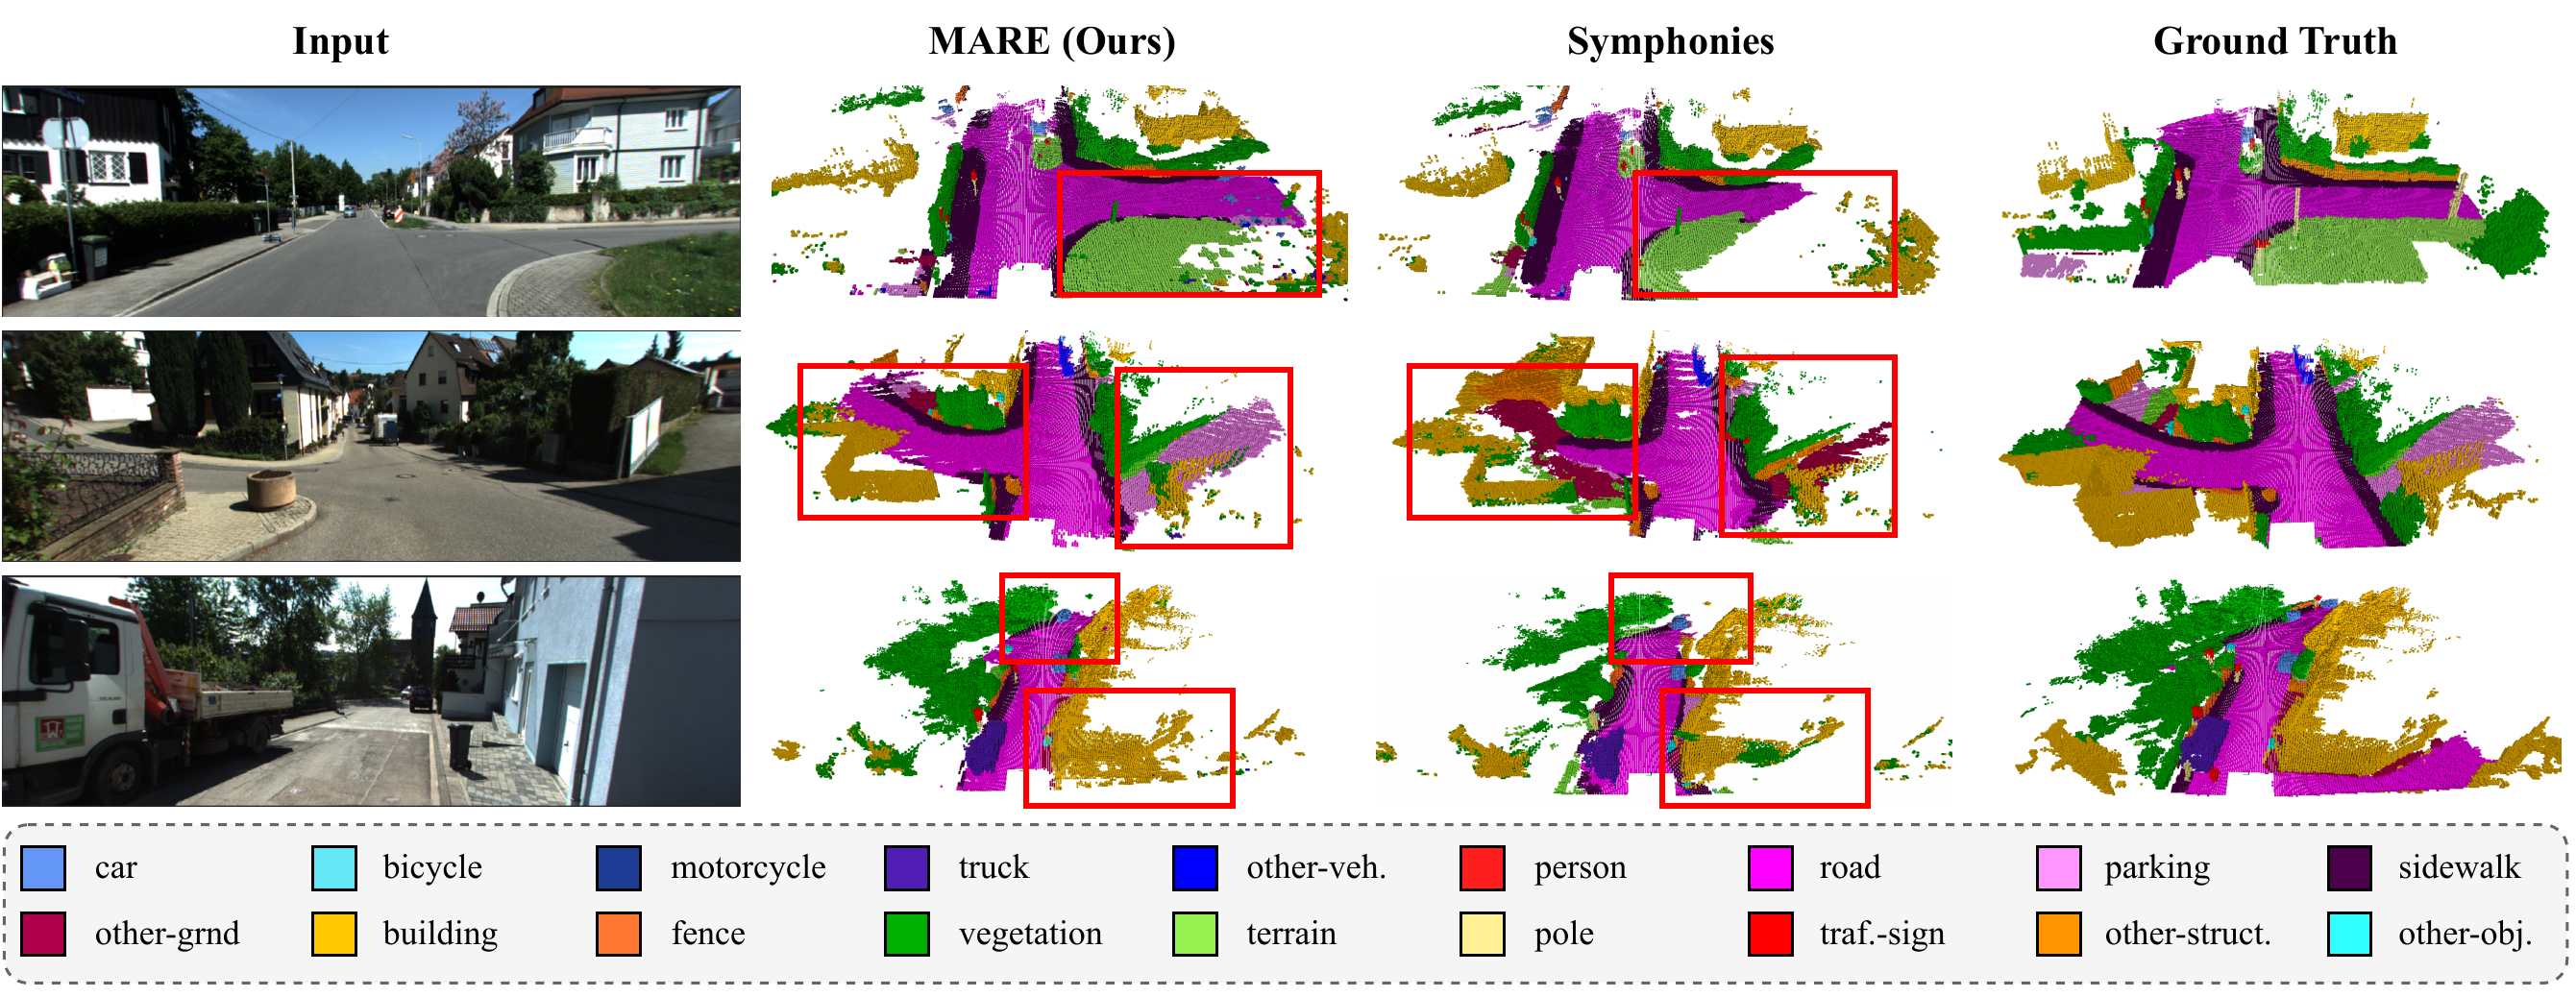 Input MARE (Ours) Symphonies Ground Truth
car bicycle motorcycle truck other-veh. person road parking sidewalk
other-grnd building fence vegetation terrain pole traf.-sign other-struct. other-obj.